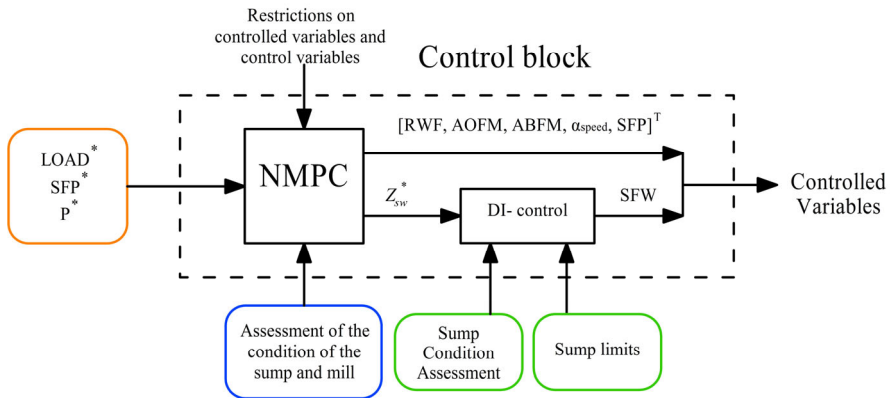 Restrictions on
controlled variables and
control variables
Control block
[RWF, AOFM, ABFM, αspeed, SFP]ᵀ
LOAD*
SFP*
P*
NMPC
Z*sw
DI- control
SFW
Controlled
Variables
Assessment of the
condition of the
sump and mill
Sump
Condition
Assessment
Sump limits